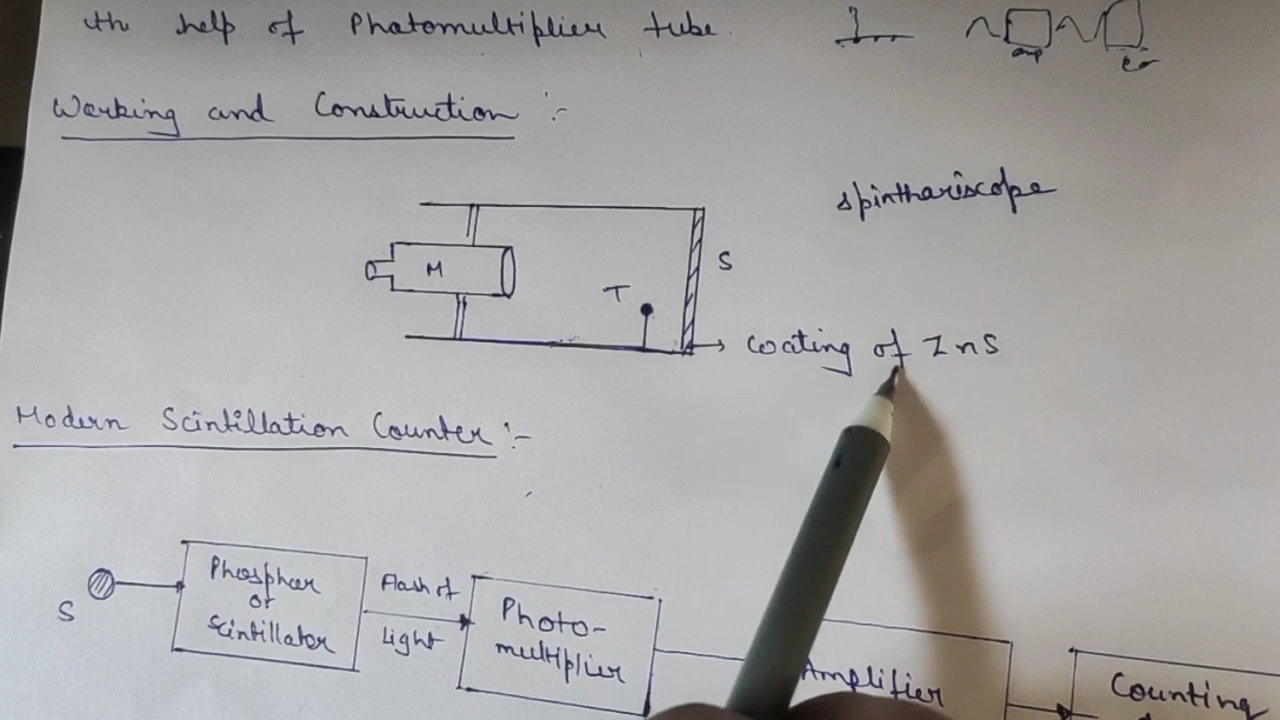 the help of Photomultiplier tube.
amp
Working and Construction :-
spinthariscope
M
S
T
Coating of ZnS
Modern Scintillation Counter :-
S
Phosphor
or
Scintillator
Flash of
Light
Photo-
multiplier
Amplifier
Counting